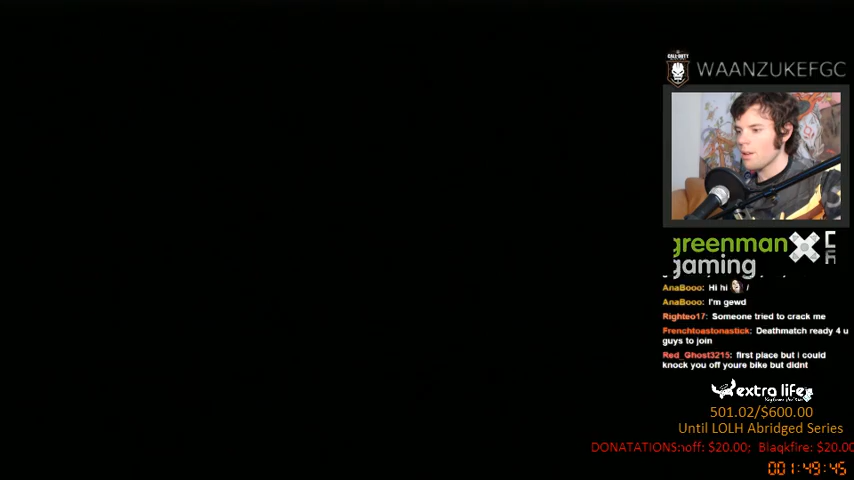 WAANZUKEFGC
greenman
gaming
AnaBooo: Hi hi /
AnaBooo: I'm gewd
Righteo17: Someone tried to crack me
Frenchtoastonastick: Deathmatch ready 4 u
guys to join
Red_Ghost3215: first place but i could
knock you off youre bike but didnt
extra life
501.02/$600.00
Until LOLH Abridged Series
DONATATIONS:noff: $20.00; Blaqkfire: $20.00
001:49:45